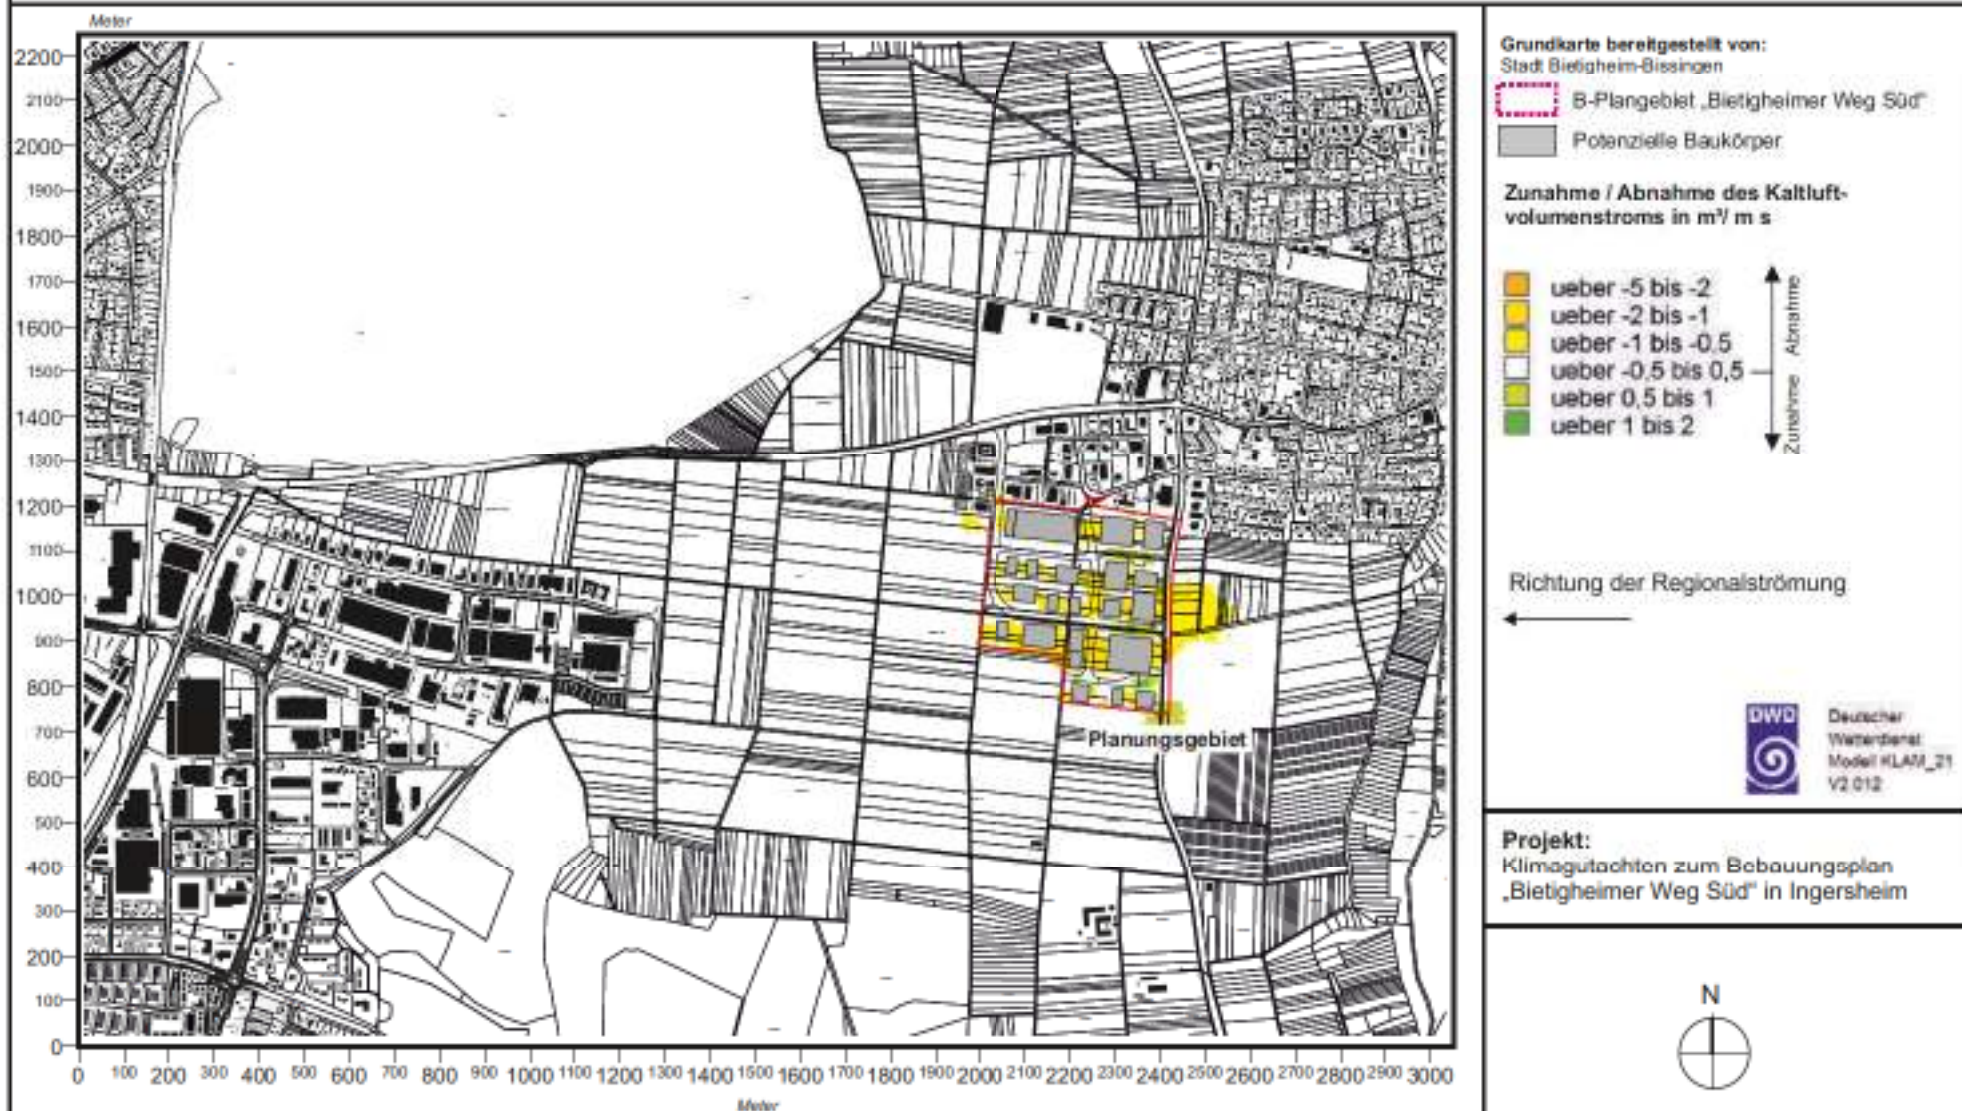 Meter
2200
2100
2000
1900
1800
1700
1600
1500
1400
1300
1200
1100
1000
900
800
700
600
500
400
300
200
100
0
0 100 200 300 400 500 600 700 800 900 1000 1100 1200 1300 1400 1500 1600 1700 1800 1900 2000 2100 2200 2300 2400 2500 2600 2700 2800 2900 3000
Meter
Planungsgebiet
Grundkarte bereitgestellt von:
Stadt Bietigheim-Bissingen
B-Plangebiet „Bietigheimer Weg Süd“
Potenzielle Baukörper
Zunahme / Abnahme des Kaltluft-
volumenstroms in m³/ m s
ueber -5 bis -2
ueber -2 bis -1
ueber -1 bis -0.5
ueber -0.5 bis 0,5
ueber 0,5 bis 1
ueber 1 bis 2
Abnahme
Zunahme
Richtung der Regionalströmung
DWD
Deutscher
Wetterdienst
Modell KLAM_21
V2.012
Projekt:
Klimagutachten zum Bebauungsplan
„Bietigheimer Weg Süd“ in Ingersheim
N